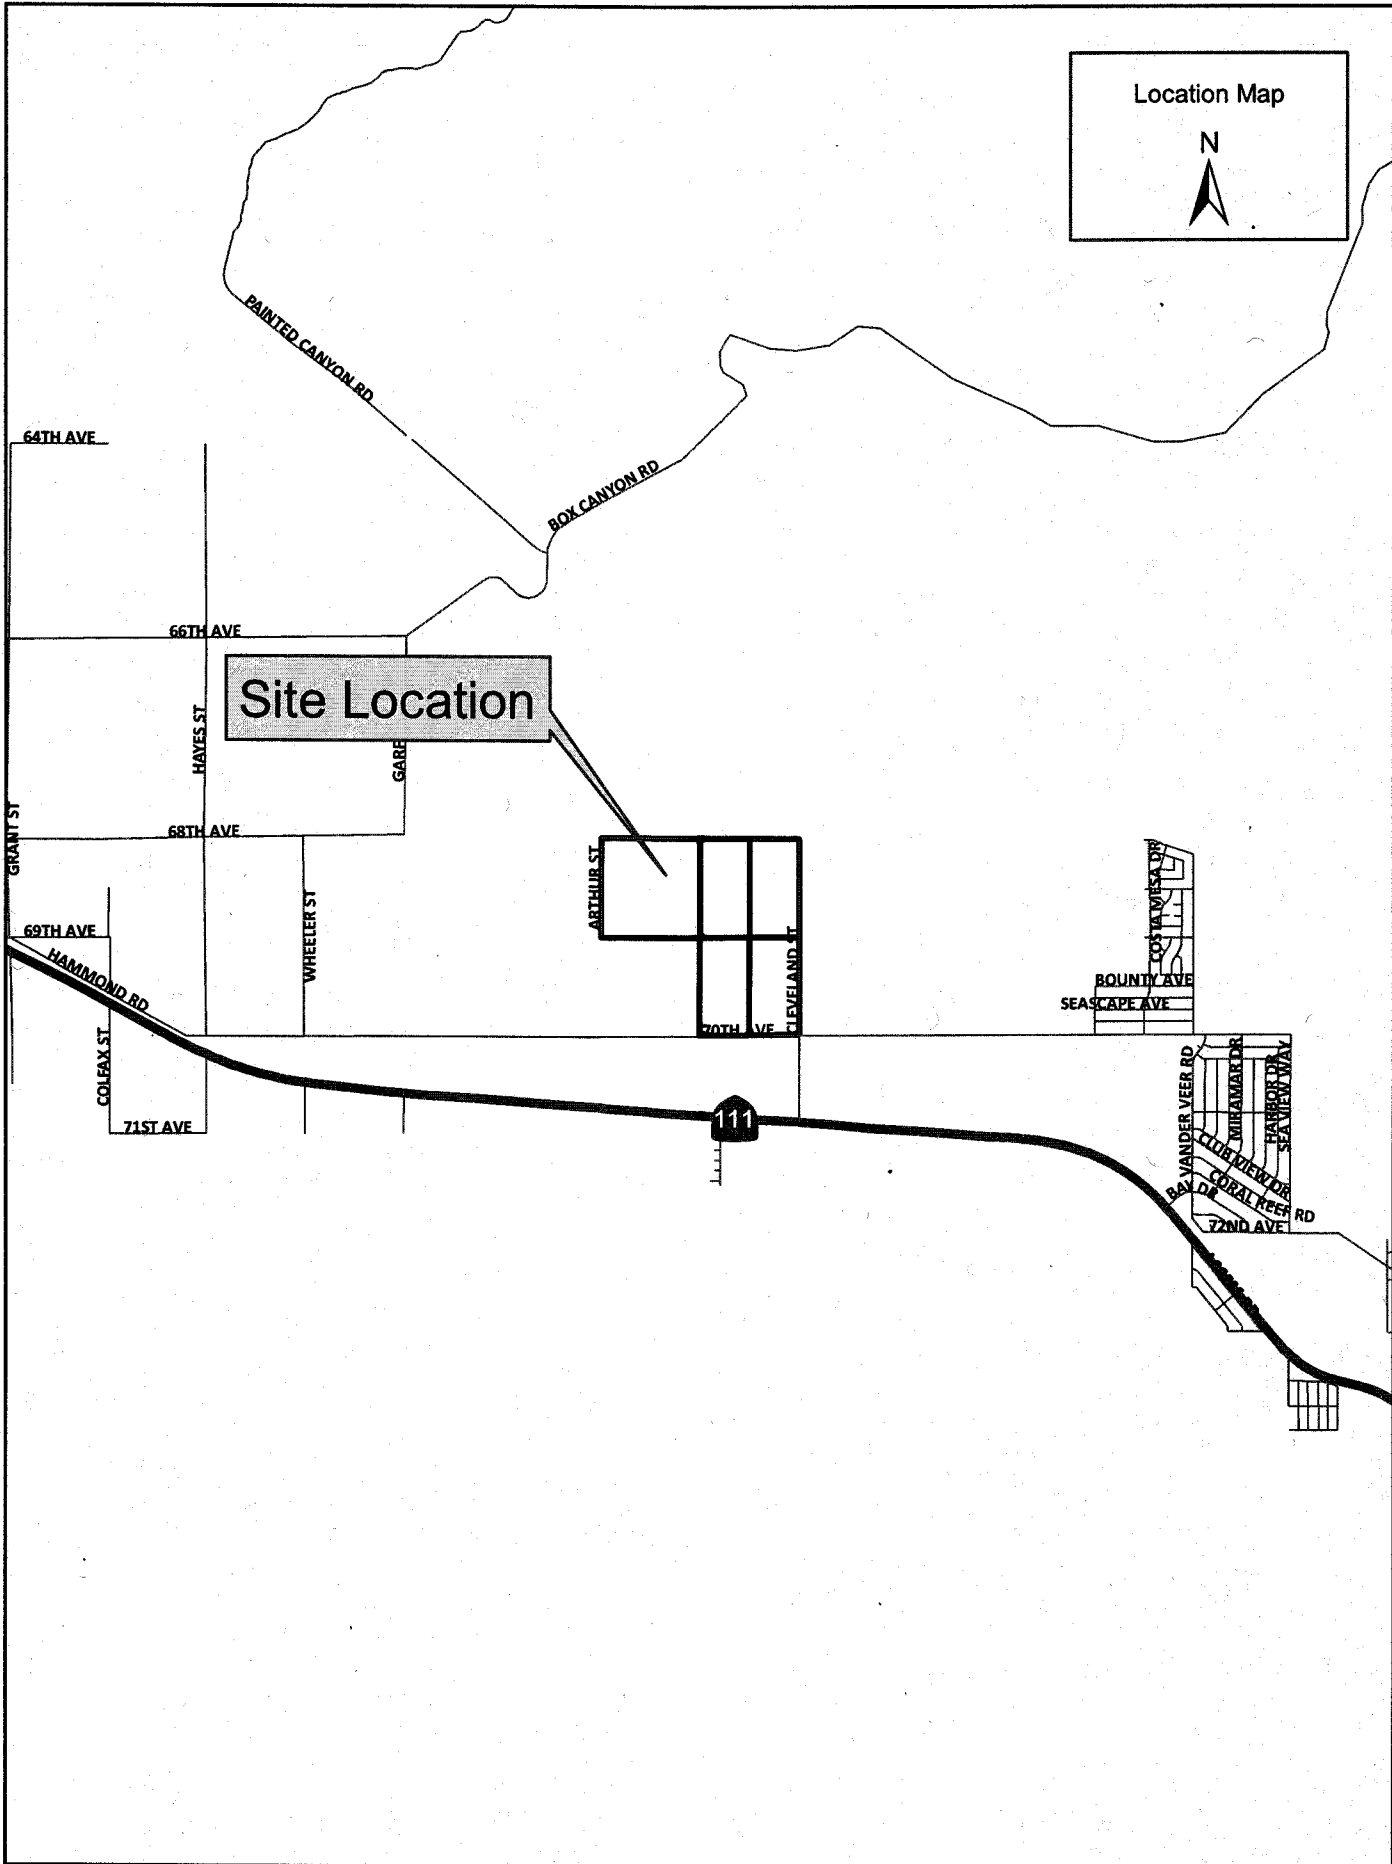 Location Map
N
PAINTED CANYON RD
64TH AVE
BOX CANYON RD
66TH AVE
Site Location
HAYES ST
GARF
GRANT ST
68TH AVE
ARTHUR ST
COSTA MESA DR
WHEELER ST
69TH AVE
CLEVELAND ST
HAMMOND RD
BOUNTY AVE
SEASCAPE AVE
70TH AVE
COLFAX ST
VANDER VEER RD
MIRAMAR DR
HARBOR DR
SEA VIEW WAY
111
71ST AVE
CLUB VIEW DR
CORAL REEF RD
BAY DR
72ND AVE